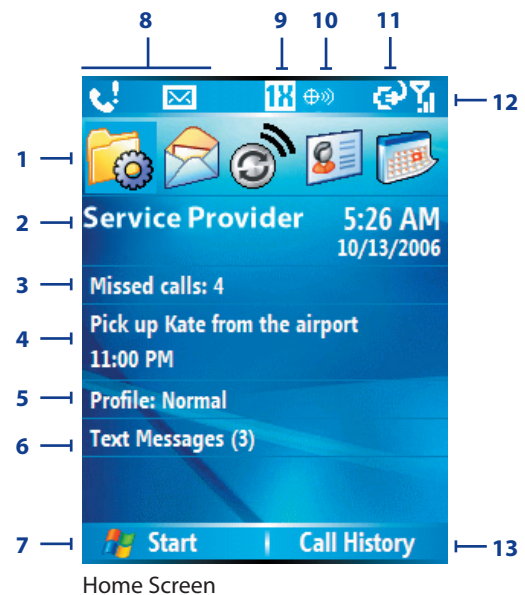 8 9 10 11
1X
12
1
2 Service Provider 5:26 AM
10/13/2006
3 Missed calls: 4
4 Pick up Kate from the airport
11:00 PM
5 Profile: Normal
6 Text Messages (3)
7 Start Call History 13
Home Screen